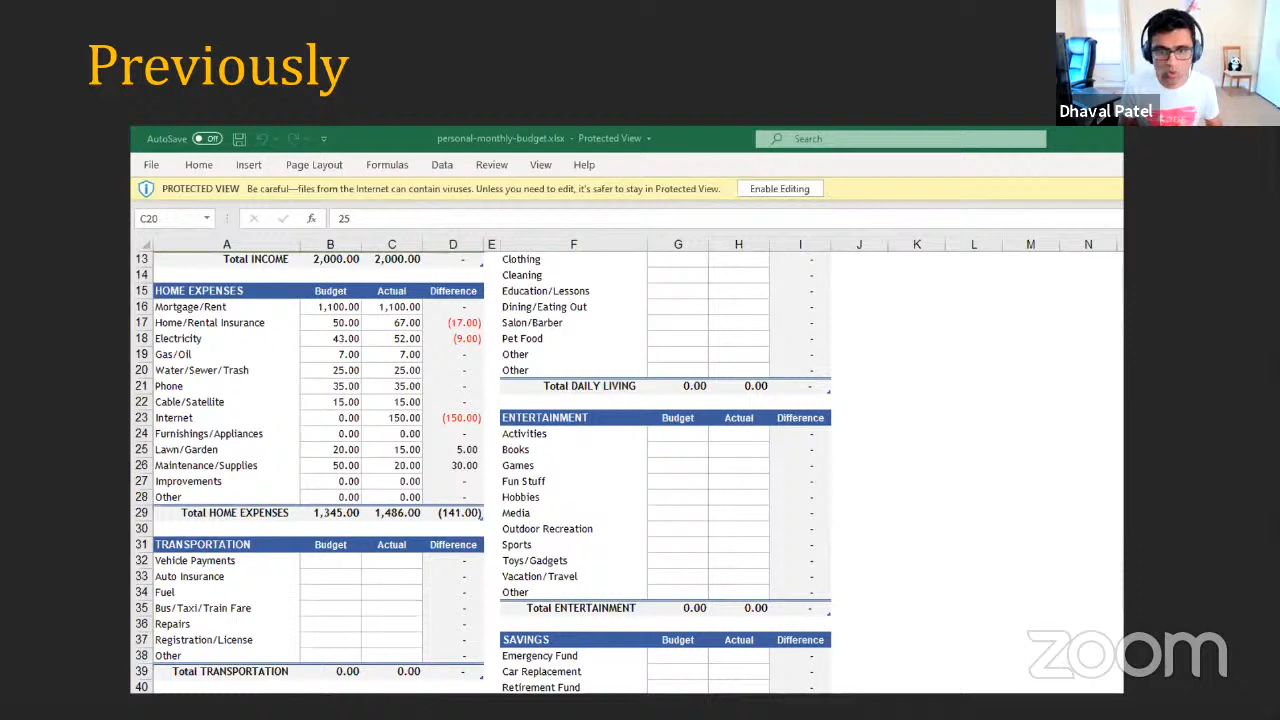 Previously
Dhaval Patel
AutoSave Off personal-monthly-budget.xlsx - Protected View Search
File Home Insert Page Layout Formulas Data Review View Help
PROTECTED VIEW Be careful—files from the Internet can contain viruses. Unless you need to edit, it's safer to stay in Protected View. Enable Editing
C20 fx 25
A B C D E F G H I J K L M N
13 Total INCOME 2,000.00 2,000.00 - Clothing -
14 Cleaning -
15 HOME EXPENSES Budget Actual Difference Education/Lessons -
16 Mortgage/Rent 1,100.00 1,100.00 - Dining/Eating Out -
17 Home/Rental Insurance 50.00 67.00 (17.00) Salon/Barber -
18 Electricity 43.00 52.00 (9.00) Pet Food -
19 Gas/Oil 7.00 7.00 - Other -
20 Water/Sewer/Trash 25.00 25.00 - Other -
21 Phone 35.00 35.00 - Total DAILY LIVING 0.00 0.00 -
22 Cable/Satellite 15.00 15.00 -
23 Internet 0.00 150.00 (150.00) ENTERTAINMENT Budget Actual Difference
24 Furnishings/Appliances 0.00 0.00 - Activities -
25 Lawn/Garden 20.00 15.00 5.00 Books -
26 Maintenance/Supplies 50.00 20.00 30.00 Games -
27 Improvements 0.00 0.00 - Fun Stuff -
28 Other 0.00 0.00 - Hobbies -
29 Total HOME EXPENSES 1,345.00 1,486.00 (141.00) Media -
30 Outdoor Recreation -
31 TRANSPORTATION Budget Actual Difference Sports -
32 Vehicle Payments - Toys/Gadgets -
33 Auto Insurance - Vacation/Travel -
34 Fuel - Other -
35 Bus/Taxi/Train Fare - Total ENTERTAINMENT 0.00 0.00 -
36 Repairs -
37 Registration/License - SAVINGS Budget Actual Difference
38 Other - Emergency Fund -
39 Total TRANSPORTATION 0.00 0.00 - Car Replacement -
40 Retirement Fund -
zoom